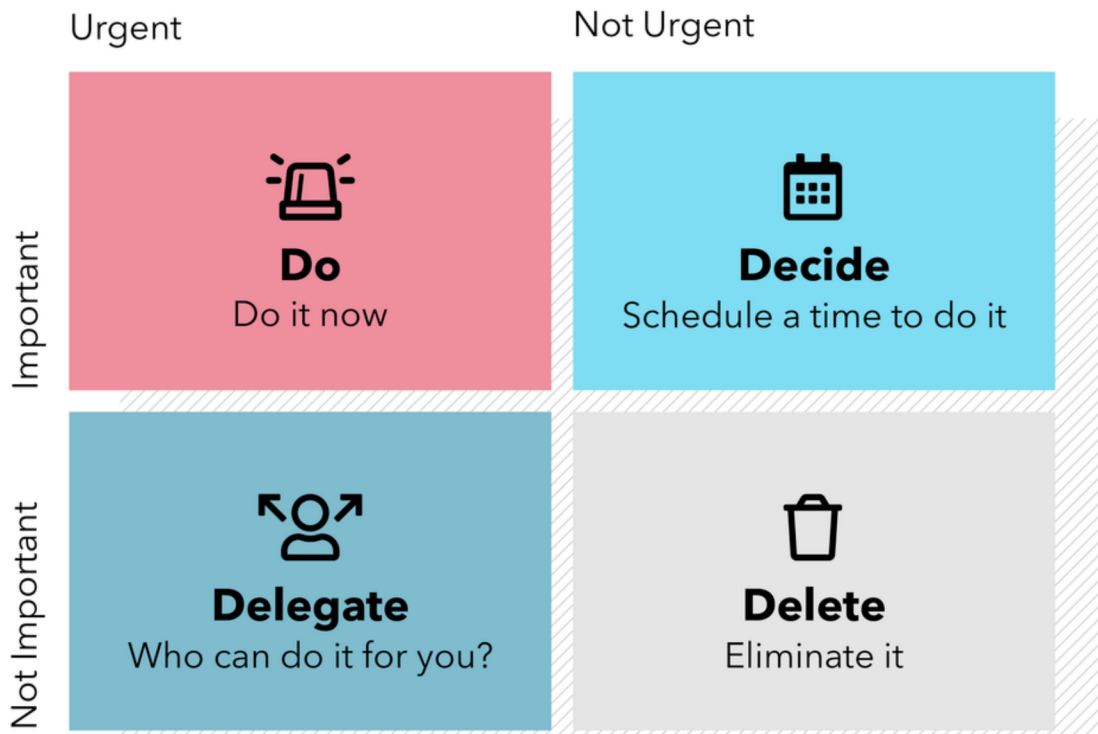 Urgent
Not Urgent
Important
Do
Do it now
Decide
Schedule a time to do it
Not Important
Delegate
Who can do it for you?
Delete
Eliminate it